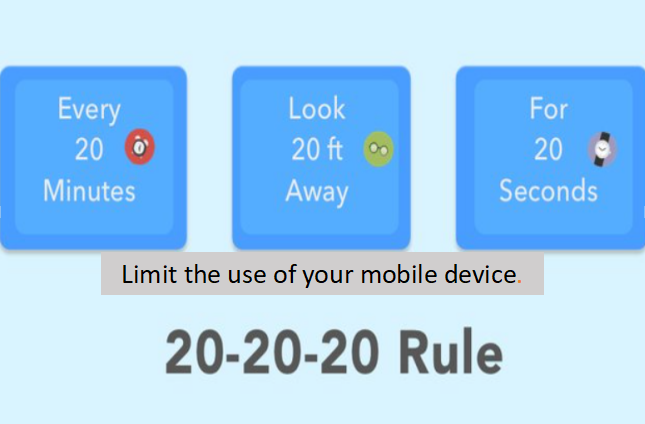 Every
20
Minutes
Look
20 ft
Away
For
20
Seconds
Limit the use of your mobile device.
20-20-20 Rule